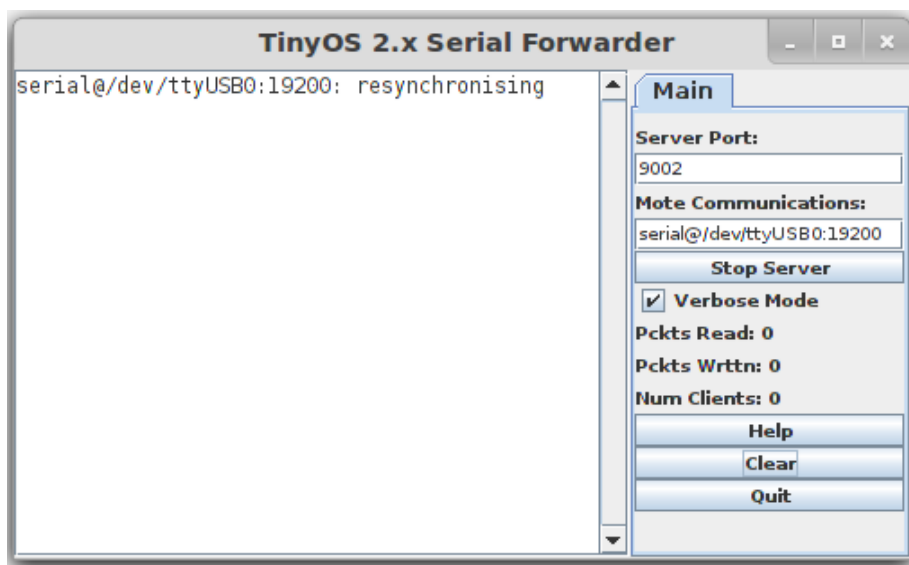 TinyOS 2.x Serial Forwarder
serial@/dev/ttyUSB0:19200: resynchronising
Main
Server Port:
9002
Mote Communications:
serial@/dev/ttyUSB0:19200
Stop Server
Verbose Mode
Pckts Read: 0
Pckts Wrttn: 0
Num Clients: 0
Help
Clear
Quit